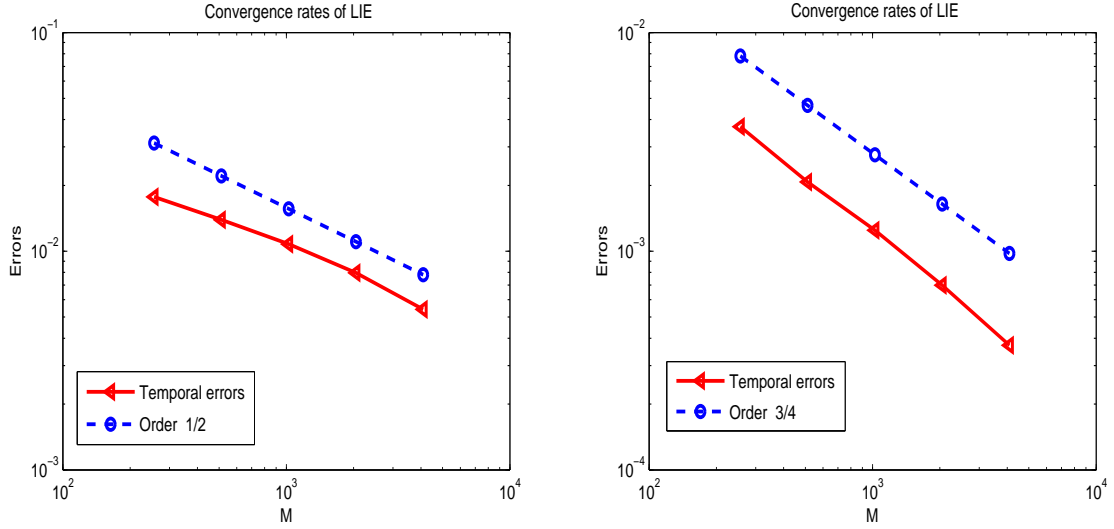 Convergence rates of LIE
10^-1
10^-2
10^-3
Errors
10^2
10^3
10^4
M
Temporal errors
Order 1/2
Convergence rates of LIE
10^-2
10^-3
10^-4
Errors
10^2
10^3
10^4
M
Temporal errors
Order 3/4